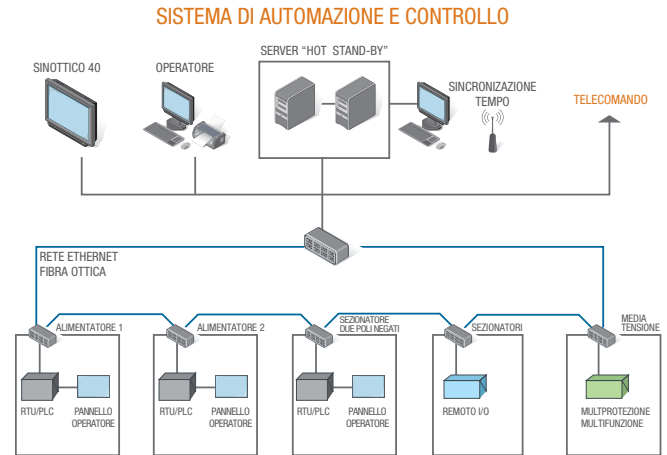 SISTEMA DI AUTOMAZIONE E CONTROLLO
SERVER “HOT STAND-BY”
SINOTTICO 40
OPERATORE
SINCRONIZAZIONE
TEMPO
TELECOMANDO
RETE ETHERNET
FIBRA OTTICA
ALIMENTATORE 1
ALIMENTATORE 2
SEZIONATORE
DUE POLI NEGATI
SEZIONATORI
MEDIA
TENSIONE
RTU/PLC
PANNELLO
OPERATORE
RTU/PLC
PANNELLO
OPERATORE
RTU/PLC
PANNELLO
OPERATORE
REMOTO I/O
MULTPROTEZIONE
MULTIFUNZIONE